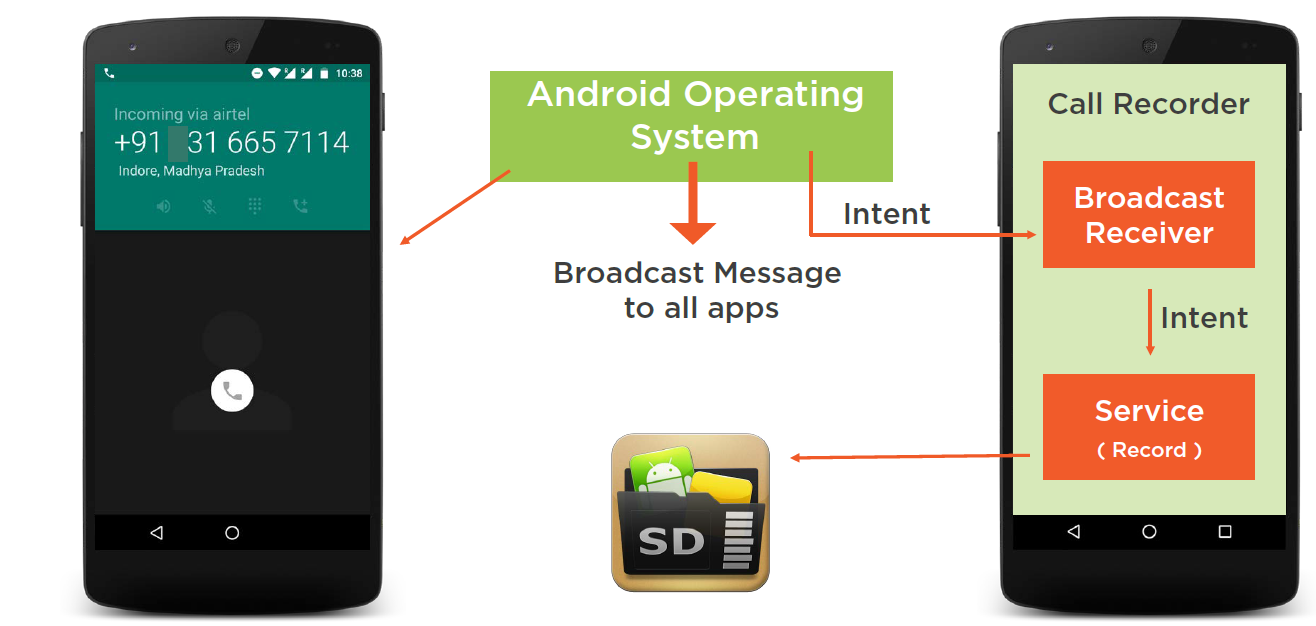 10:38
Incoming via airtel
+91 31 665 7114
Indore, Madhya Pradesh
Android Operating
System
Intent
Broadcast Message
to all apps
SD
Call Recorder
Broadcast
Receiver
Intent
Service
( Record )